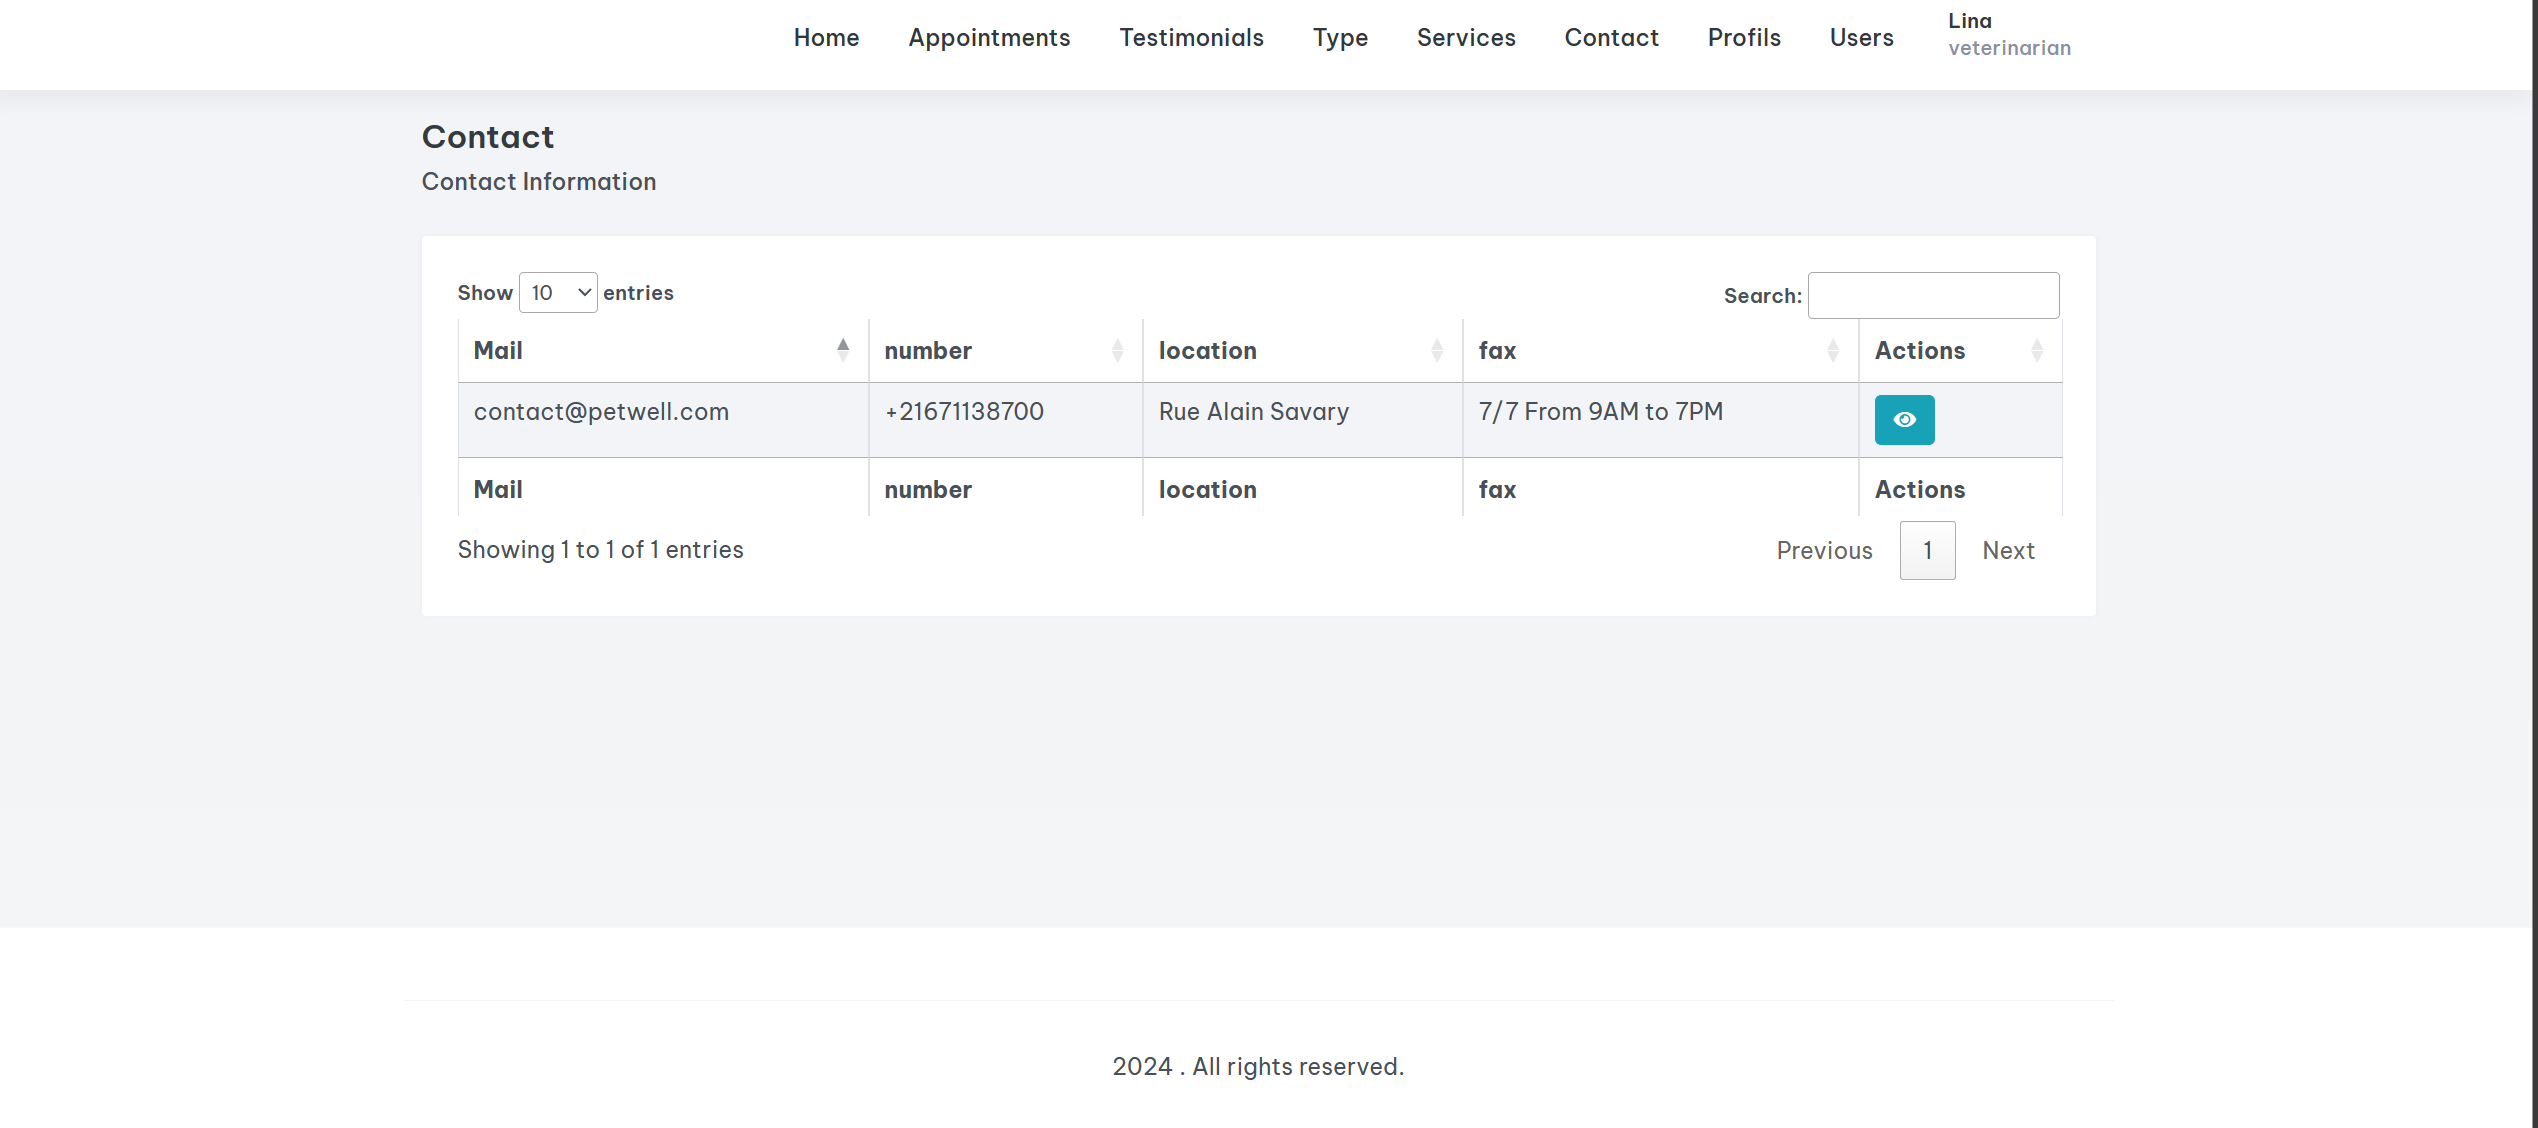 Home Appointments Testimonials Type Services Contact Profils Users Lina
veterinarian
Contact
Contact Information
Show 10 entries Search:
Mail number location fax Actions
contact@petwell.com +21671138700 Rue Alain Savary 7/7 From 9AM to 7PM
Mail number location fax Actions
Showing 1 to 1 of 1 entries Previous 1 Next
2024 . All rights reserved.